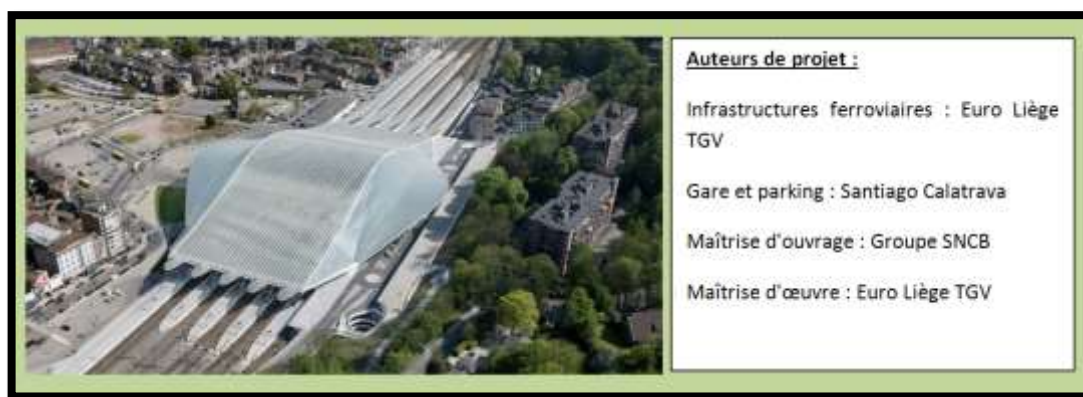 Auteurs de projet :
Infrastructures ferroviaires : Euro Liège
TGV
Gare et parking : Santiago Calatrava
Maîtrise d'ouvrage : Groupe SNCB
Maîtrise d'œuvre : Euro Liège TGV